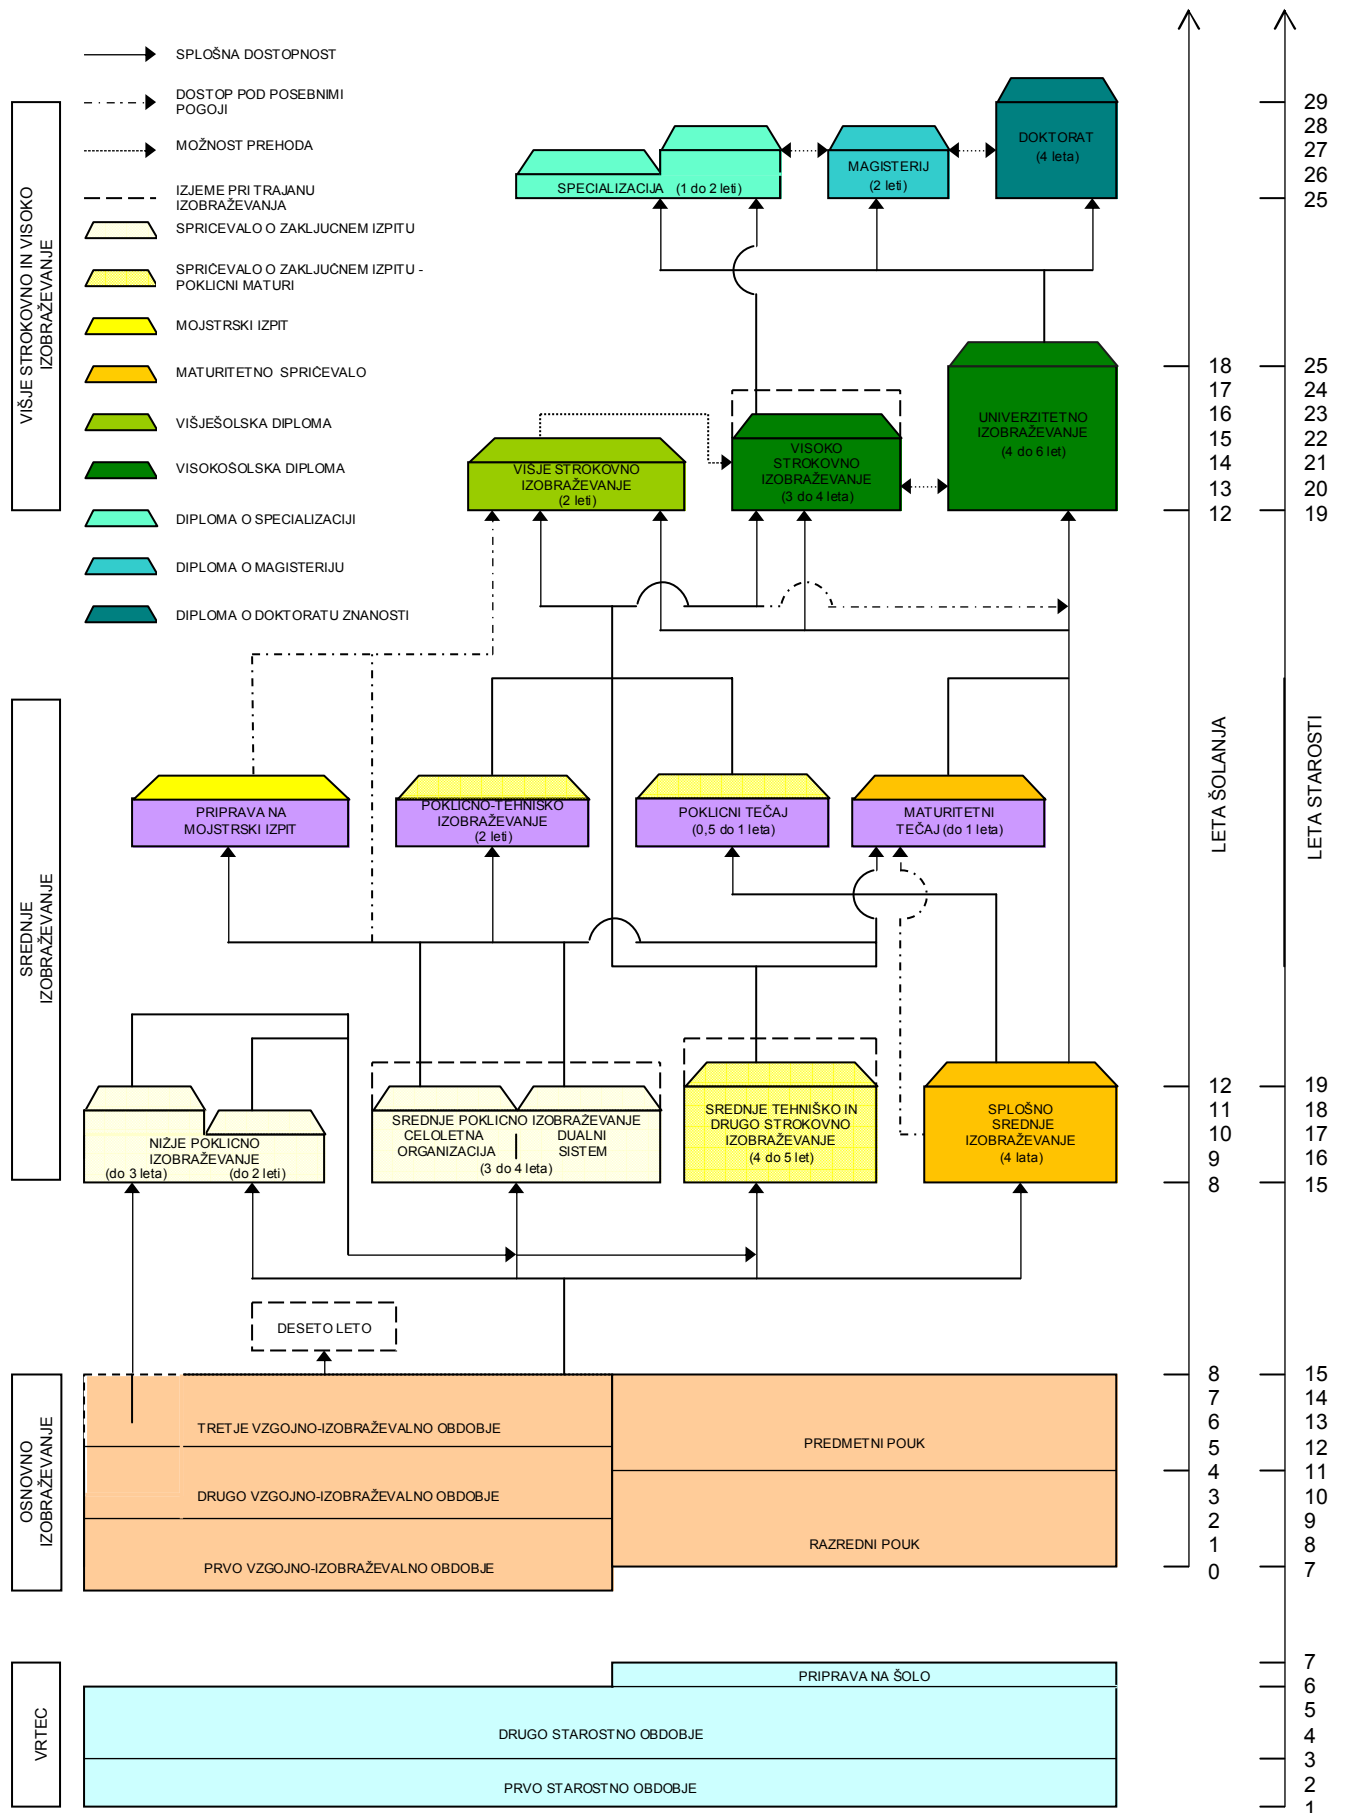 SPLOŠNA DOSTOPNOST
DOSTOP POD POSEBNIMI
POGOJI
MOŽNOST PREHODA
IZJEME PRI TRAJANU
IZOBRAŽEVANJA
SPRICEVALO O ZAKLJUCNEM IZPITU
SPRIČEVALO O ZAKLJUČNEM IZPITU -
POKLICNI MATURI
MOJSTRSKI IZPIT
MATURITETNO SPRIČEVALO
VIŠJEŠOLSKA DIPLOMA
VISOKOŠOLSKA DIPLOMA
DIPLOMA O SPECIALIZACIJI
DIPLOMA O MAGISTERIJU
DIPLOMA O DOKTORATU ZNANOSTI
VIŠJE STROKOVNO IN VISOKO
IZOBRAŽEVANJE
DOKTORAT
(4 leta)
MAGISTERIJ
(2 leti)
SPECIALIZACIJA (1 do 2 leti)
UNIVERZITETNO
IZOBRAŽEVANJE
(4 do 6 let)
VISOKO
STROKOVNO
IZOBRAŽEVANJE
(3 do 4 leta)
VIŠJE STROKOVNO
IZOBRAŽEVANJE
(2 leti)
SREDNJE
IZOBRAŽEVANJE
PRIPRAVA NA
MOJSTRSKI IZPIT
POKLICNO-TEHNISKO
IZOBRAŽEVANJE
(2 leti)
POKLICNI TEČAJ
(0,5 do 1 leta)
MATURITETNI
TEČAJ (do 1 leta)
NIŽJE POKLICNO
IZOBRAŽEVANJE
(do 3 leta) (do 2 leti)
SREDNJE POKLICNO IZOBRAŽEVANJE
CELOLETNA
ORGANIZACIJA
DUALNI
SISTEM
(3 do 4 leta)
SREDNJE TEHNIŠKO IN
DRUGO STROKOVNO
IZOBRAŽEVANJE
(4 do 5 let)
SPLOŠNO
SREDNJE
IZOBRAŽEVANJE
(4 lata)
DESETO LETO
OSNOVNO
IZOBRAŽEVANJE
TRETJE VZGOJNO-IZOBRAŽEVALNO OBDOBJE
DRUGO VZGOJNO-IZOBRAŽEVALNO OBDOBJE
PRVO VZGOJNO-IZOBRAŽEVALNO OBDOBJE
PREDMETNI POUK
RAZREDNI POUK
VRTEC
PRIPRAVA NA ŠOLO
DRUGO STAROSTNO OBDOBJE
PRVO STAROSTNO OBDOBJE
LETA ŠOLANJA
18
17
16
15
14
13
12
12
11
10
9
8
8
7
6
5
4
3
2
1
0
LETA STAROSTI
29
28
27
26
25
25
24
23
22
21
20
19
19
18
17
16
15
15
14
13
12
11
10
9
8
7
7
6
5
4
3
2
1